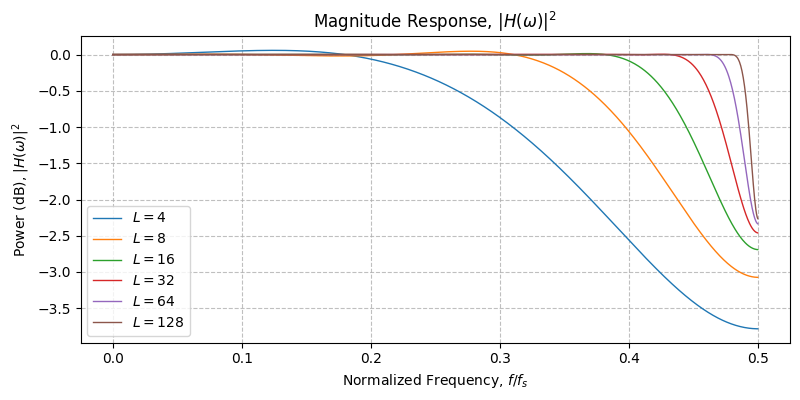 Magnitude Response, |H(ω)|²
Power (dB), |H(ω)|²
0.0
−0.5
−1.0
−1.5
−2.0
−2.5
−3.0
−3.5
L = 4
L = 8
L = 16
L = 32
L = 64
L = 128
0.0 0.1 0.2 0.3 0.4 0.5
Normalized Frequency, f/fₛ